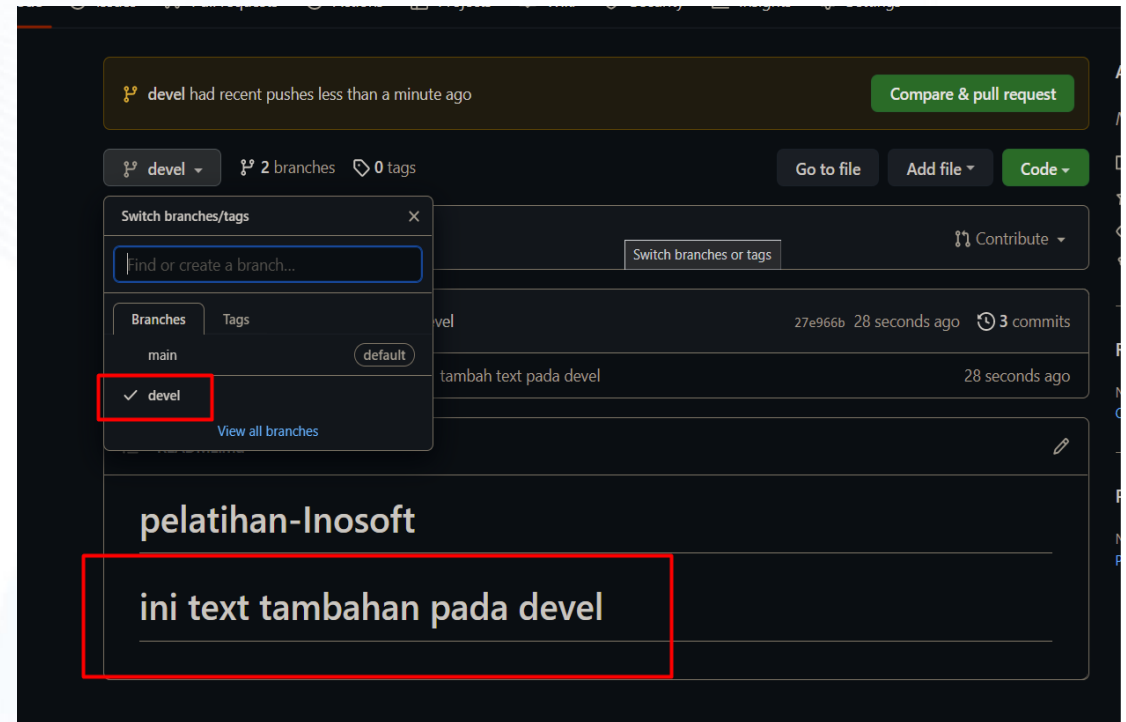 Settings
devel had recent pushes less than a minute ago
Compare & pull request
devel
2 branches
0 tags
Go to file
Add file
Code
Switch branches/tags
Find or create a branch...
Contribute
Switch branches or tags
Branches
Tags
27e966b 28 seconds ago
3 commits
main
default
tambah text pada devel
28 seconds ago
devel
View all branches
pelatihan-Inosoft
ini text tambahan pada devel